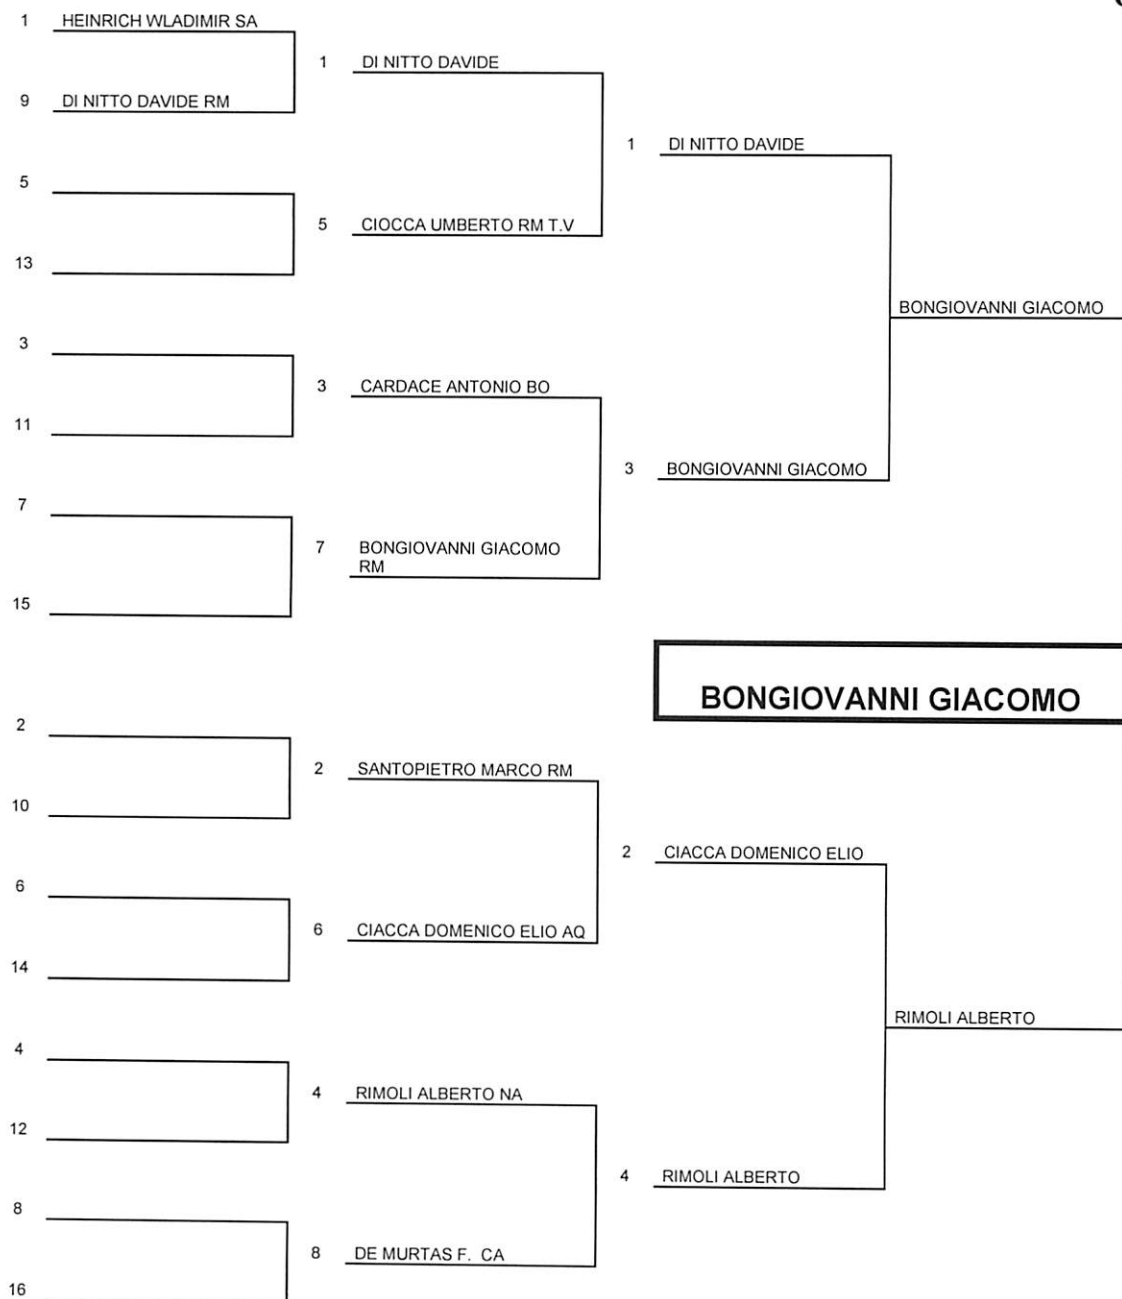 1 HEINRICH WLADIMIR SA
1 DI NITTO DAVIDE
9 DI NITTO DAVIDE RM
1 DI NITTO DAVIDE
5
5 CIOCCA UMBERTO RM T.V
13
BONGIOVANNI GIACOMO
3
3 CARDACE ANTONIO BO
11
3 BONGIOVANNI GIACOMO
7
7 BONGIOVANNI GIACOMO
RM
15
BONGIOVANNI GIACOMO
2
2 SANTOPIETRO MARCO RM
10
2 CIACCA DOMENICO ELIO
6
6 CIACCA DOMENICO ELIO AQ
14
RIMOLI ALBERTO
4
4 RIMOLI ALBERTO NA
12
4 RIMOLI ALBERTO
8
8 DE MURTAS F. CA
16